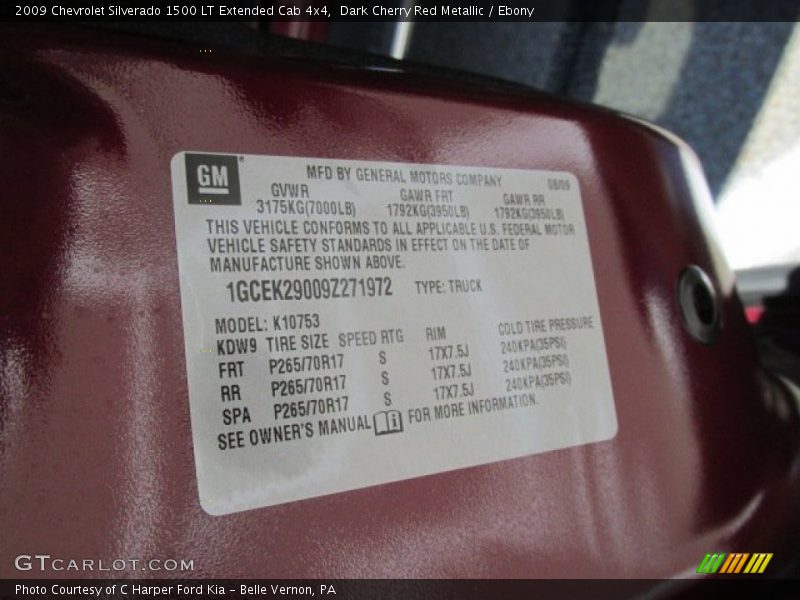 2009 Chevrolet Silverado 1500 LT Extended Cab 4x4, Dark Cherry Red Metallic / Ebony
GM
MFD BY GENERAL MOTORS COMPANY 08/09
GVWR GAWR FRT GAWR RR
3175KG(7000LB) 1792KG(3950LB) 1792KG(3950LB)
THIS VEHICLE CONFORMS TO ALL APPLICABLE U.S. FEDERAL MOTOR
VEHICLE SAFETY STANDARDS IN EFFECT ON THE DATE OF
MANUFACTURE SHOWN ABOVE.
1GCEK29009Z271972 TYPE: TRUCK
MODEL: K10753
KDW9 TIRE SIZE SPEED RTG RIM COLD TIRE PRESSURE
FRT P265/70R17 S 17X7.5J 240KPA(35PSI)
RR P265/70R17 S 17X7.5J 240KPA(35PSI)
SPA P265/70R17 S 17X7.5J 240KPA(35PSI)
SEE OWNER'S MANUAL FOR MORE INFORMATION.
GTCARLOT.COM
Photo Courtesy of C Harper Ford Kia – Belle Vernon, PA